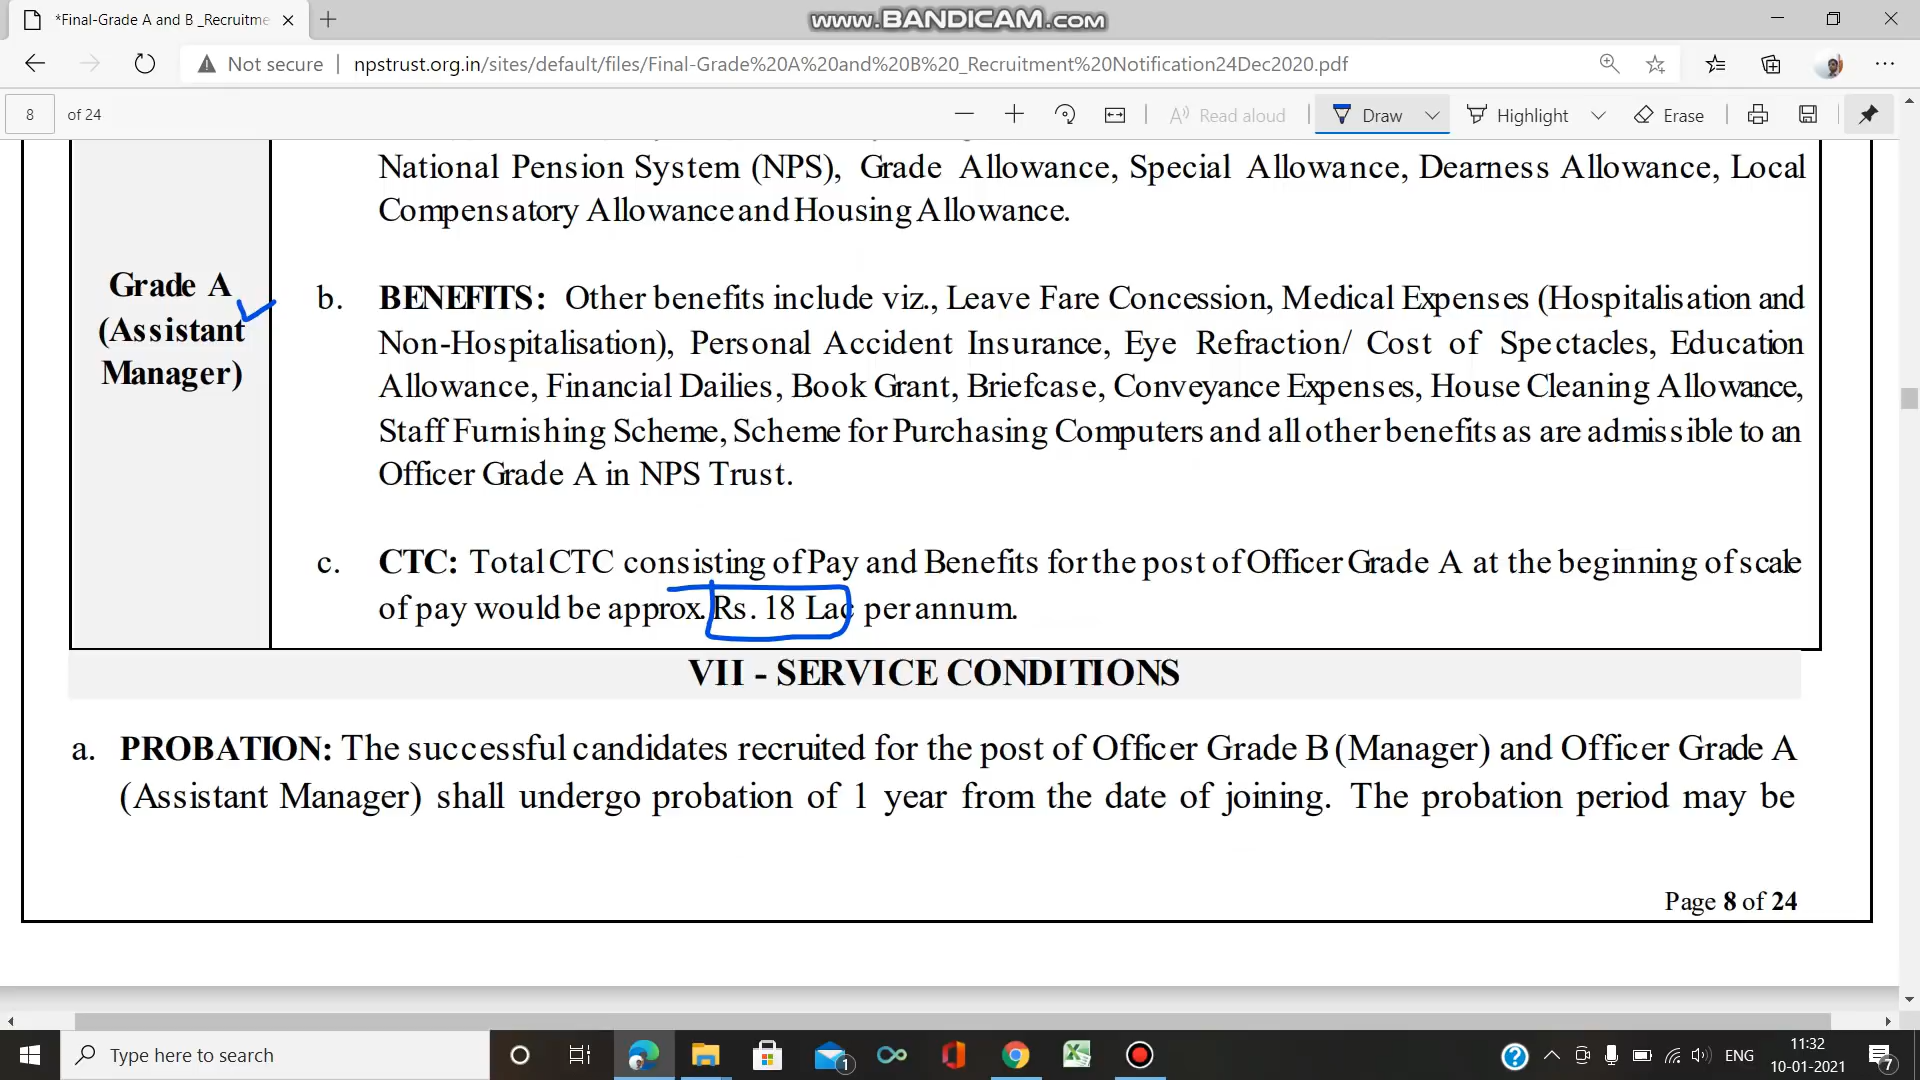 *Final-Grade A and B _Recruitme
www.BANDICAM.com
Not secure | npstrust.org.in/sites/default/files/Final-Grade%20A%20and%20B%20_Recruitment%20Notification24Dec2020.pdf
8 of 24
Read aloud
Draw
Highlight
Erase
National Pension System (NPS), Grade Allowance, Special Allowance, Dearness Allowance, Local
Compensatory Allowance and Housing Allowance.
Grade A
(Assistant
Manager)
b. BENEFITS: Other benefits include viz., Leave Fare Concession, Medical Expenses (Hospitalisation and
Non-Hospitalisation), Personal Accident Insurance, Eye Refraction/ Cost of Spectacles, Education
Allowance, Financial Dailies, Book Grant, Briefcase, Conveyance Expenses, House Cleaning Allowance,
Staff Furnishing Scheme, Scheme for Purchasing Computers and all other benefits as are admissible to an
Officer Grade A in NPS Trust.
c. CTC: Total CTC consisting of Pay and Benefits for the post of Officer Grade A at the beginning of scale
of pay would be approx. Rs. 18 Lac per annum.
VII - SERVICE CONDITIONS
a. PROBATION: The successful candidates recruited for the post of Officer Grade B (Manager) and Officer Grade A
(Assistant Manager) shall undergo probation of 1 year from the date of joining. The probation period may be
Page 8 of 24
Type here to search
1
ENG
11:32
10-01-2021
7